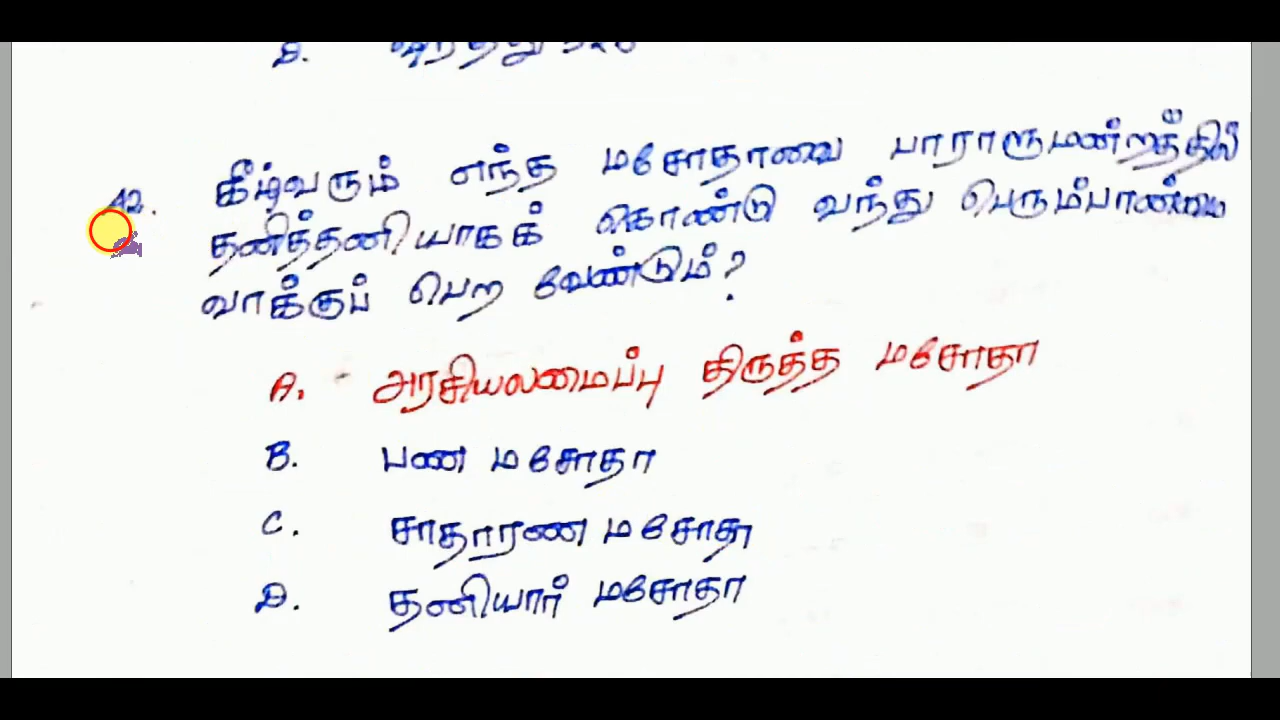 B.
42. கீழ்வரும் எந்த மசோதாவை பாராளுமன்றத்தில்
தனித்தனியாகக் கொண்டு வந்து பெரும்பாண்மை
வாக்குப் பெற வேண்டும்?
A. அரசியலமைப்பு திருத்த மசோதா
B. பண மசோதா
C. சாதாரண மசோதா
D. தனியார் மசோதா